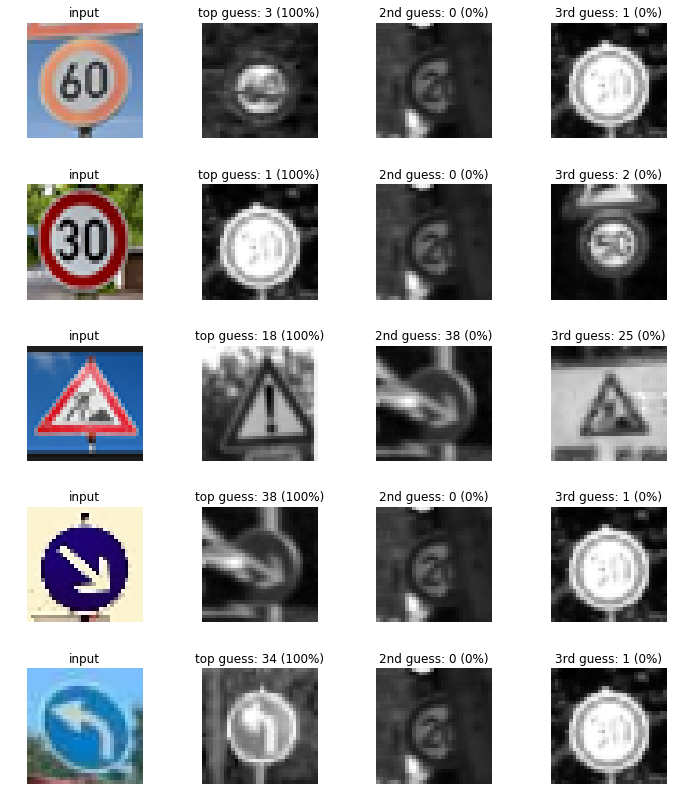 input top guess: 3 (100%) 2nd guess: 0 (0%) 3rd guess: 1 (0%)
60
input top guess: 1 (100%) 2nd guess: 0 (0%) 3rd guess: 2 (0%)
30 30 50
input top guess: 18 (100%) 2nd guess: 38 (0%) 3rd guess: 25 (0%)
input top guess: 38 (100%) 2nd guess: 0 (0%) 3rd guess: 1 (0%)
input top guess: 34 (100%) 2nd guess: 0 (0%) 3rd guess: 1 (0%)